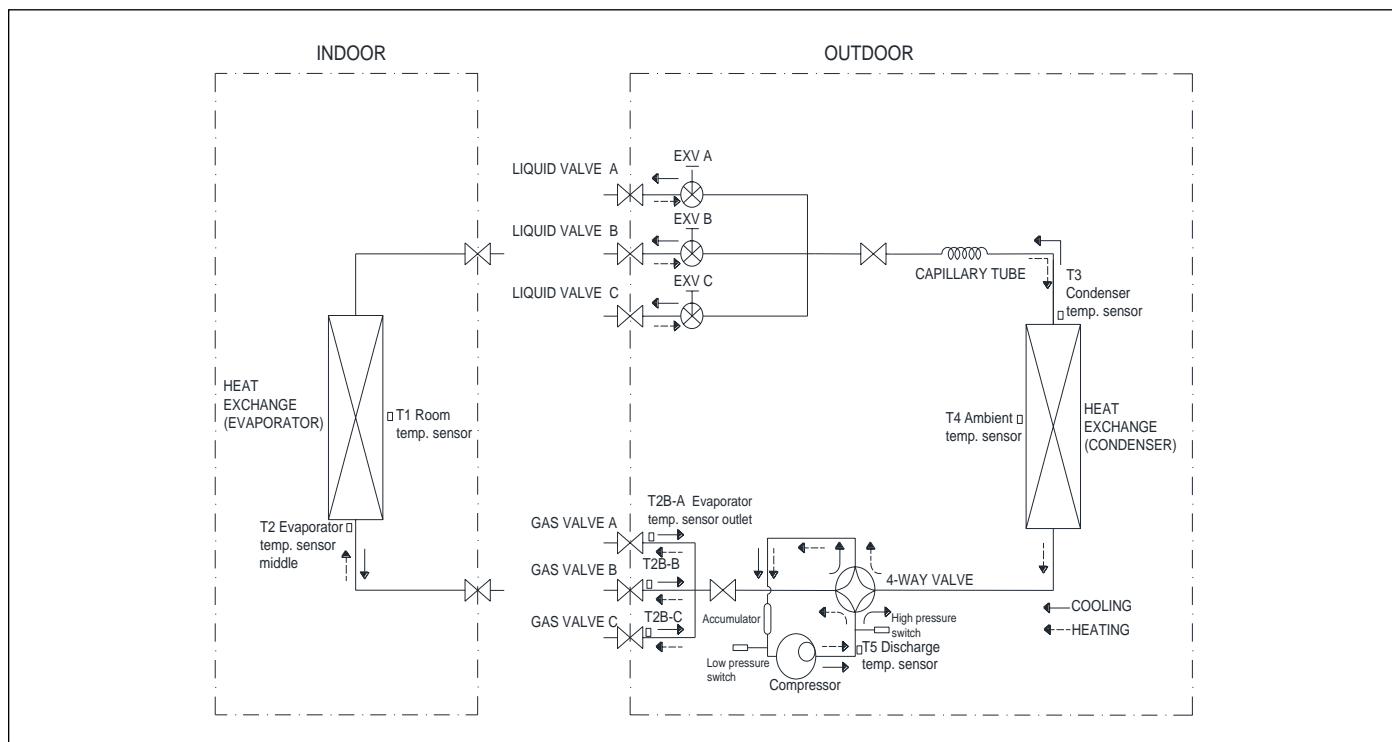 INDOOR
OUTDOOR
LIQUID VALVE A
EXV A
LIQUID VALVE B
EXV B
LIQUID VALVE C
EXV C
CAPILLARY TUBE
T3
Condenser
temp. sensor
HEAT
EXCHANGE
(EVAPORATOR)
T1 Room
temp. sensor
T4 Ambient
temp. sensor
HEAT
EXCHANGE
(CONDENSER)
T2 Evaporator
temp. sensor
middle
GAS VALVE A
T2B-A Evaporator
temp. sensor outlet
GAS VALVE B
T2B-B
GAS VALVE C
T2B-C
4-WAY VALVE
Accumulator
High pressure
switch
Low pressure
switch
T5 Discharge
temp. sensor
Compressor
COOLING
HEATING